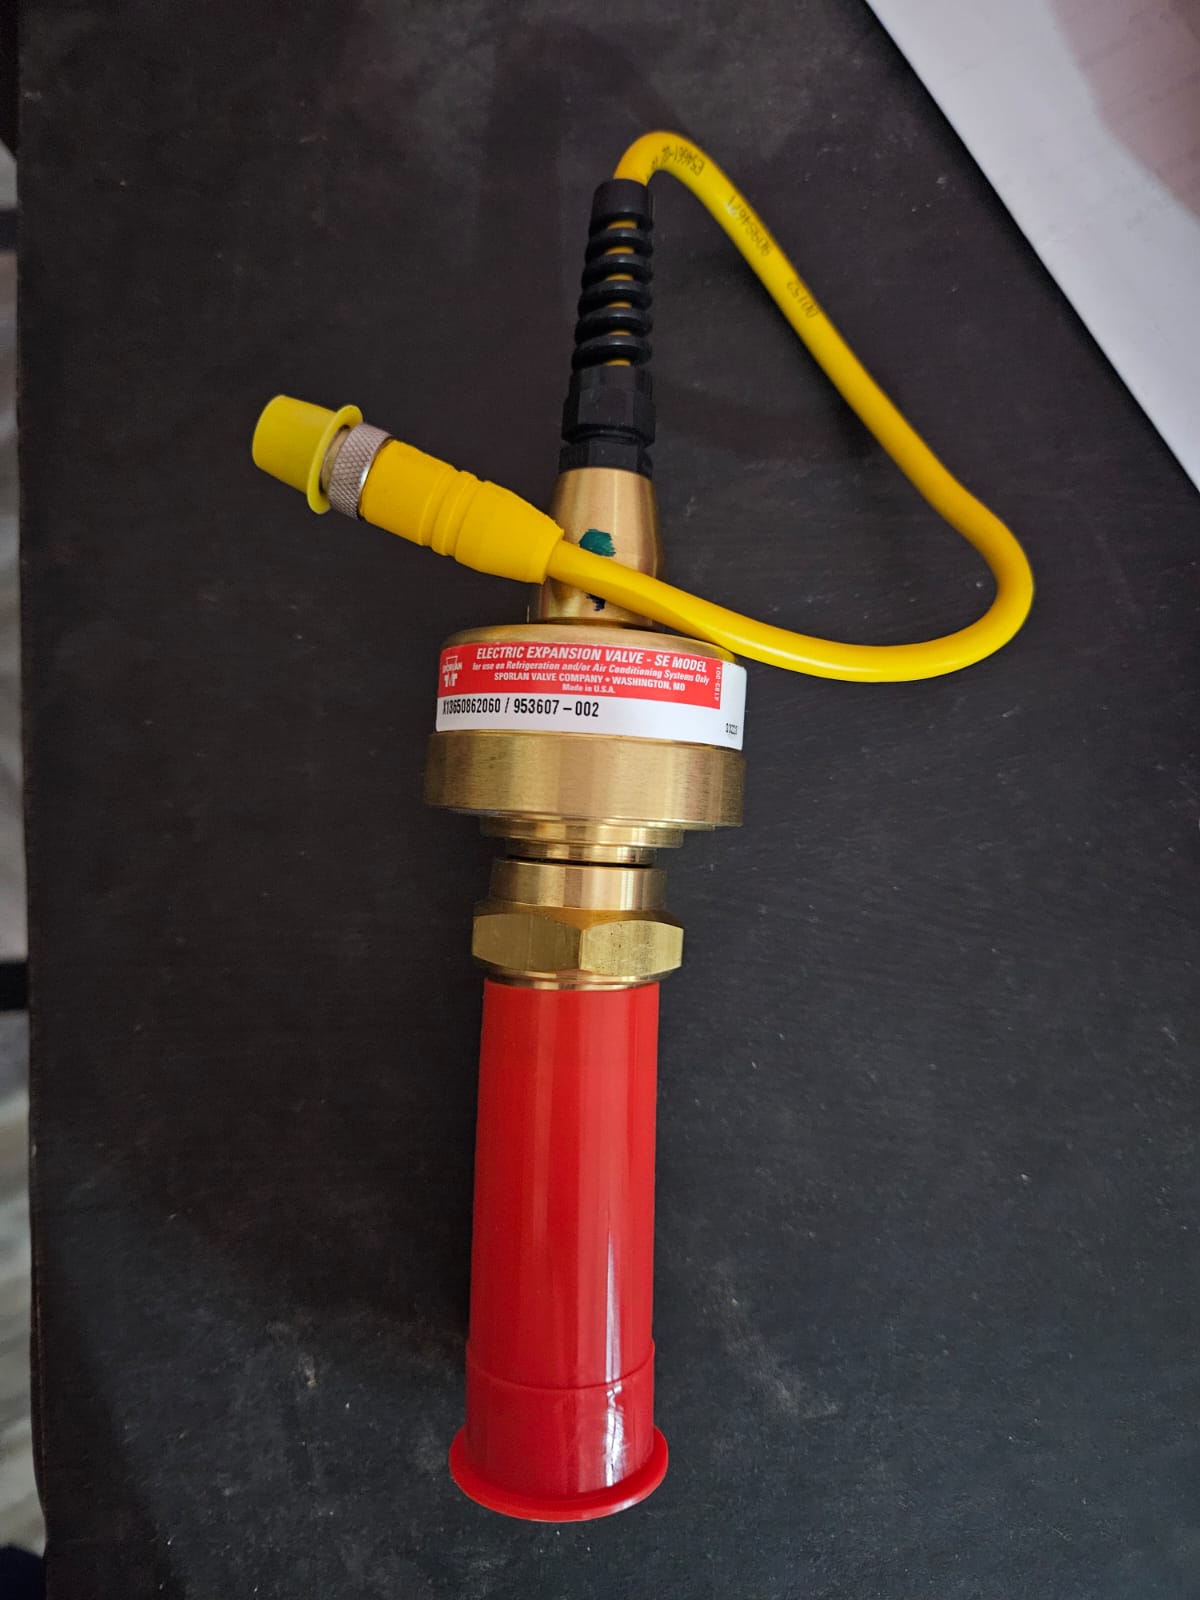 SPORLAN
ELECTRIC EXPANSION VALVE - SE MODEL
for use on Refrigeration and/or Air Conditioning Systems Only
SPORLAN VALVE COMPANY • WASHINGTON, MO
Made in U.S.A.
X13650862060 / 953607-002
00152